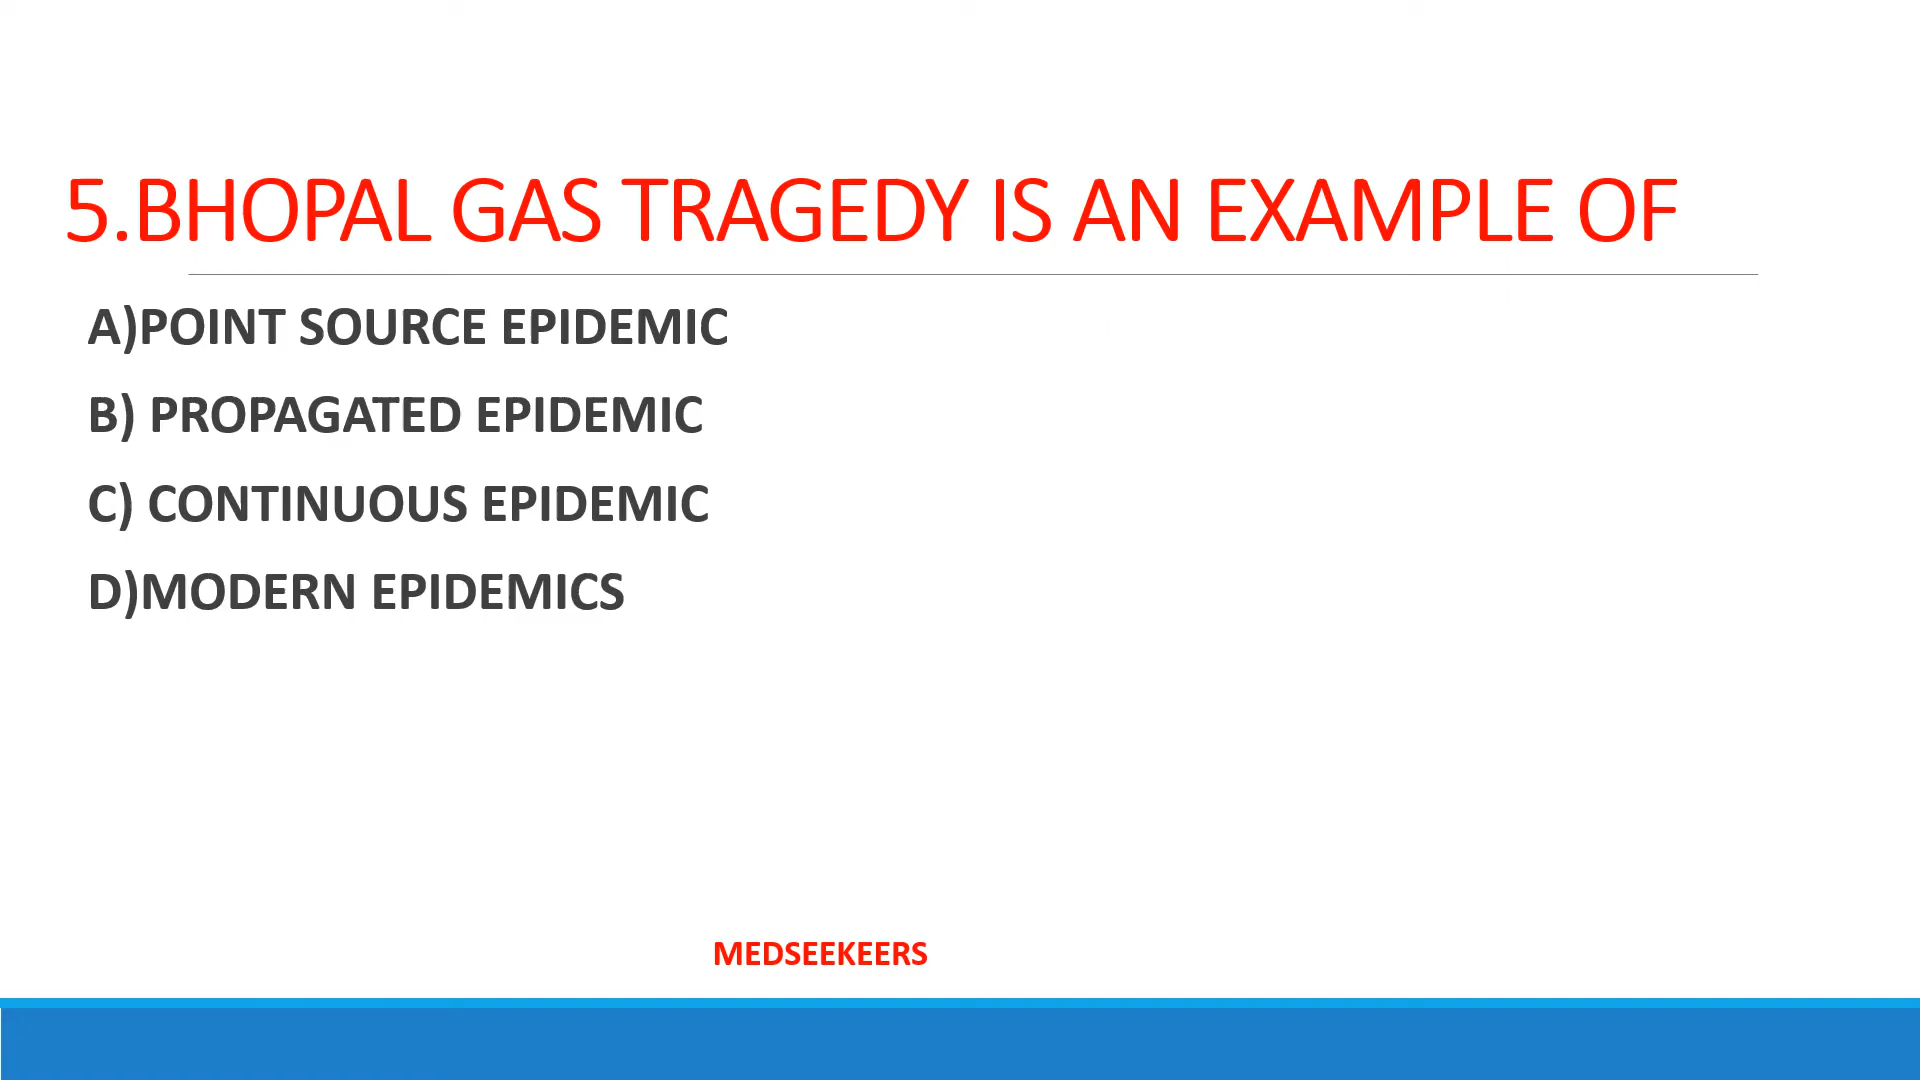 5.BHOPAL GAS TRAGEDY IS AN EXAMPLE OF
A)POINT SOURCE EPIDEMIC
B) PROPAGATED EPIDEMIC
C) CONTINUOUS EPIDEMIC
D)MODERN EPIDEMICS
MEDSEEKEERS